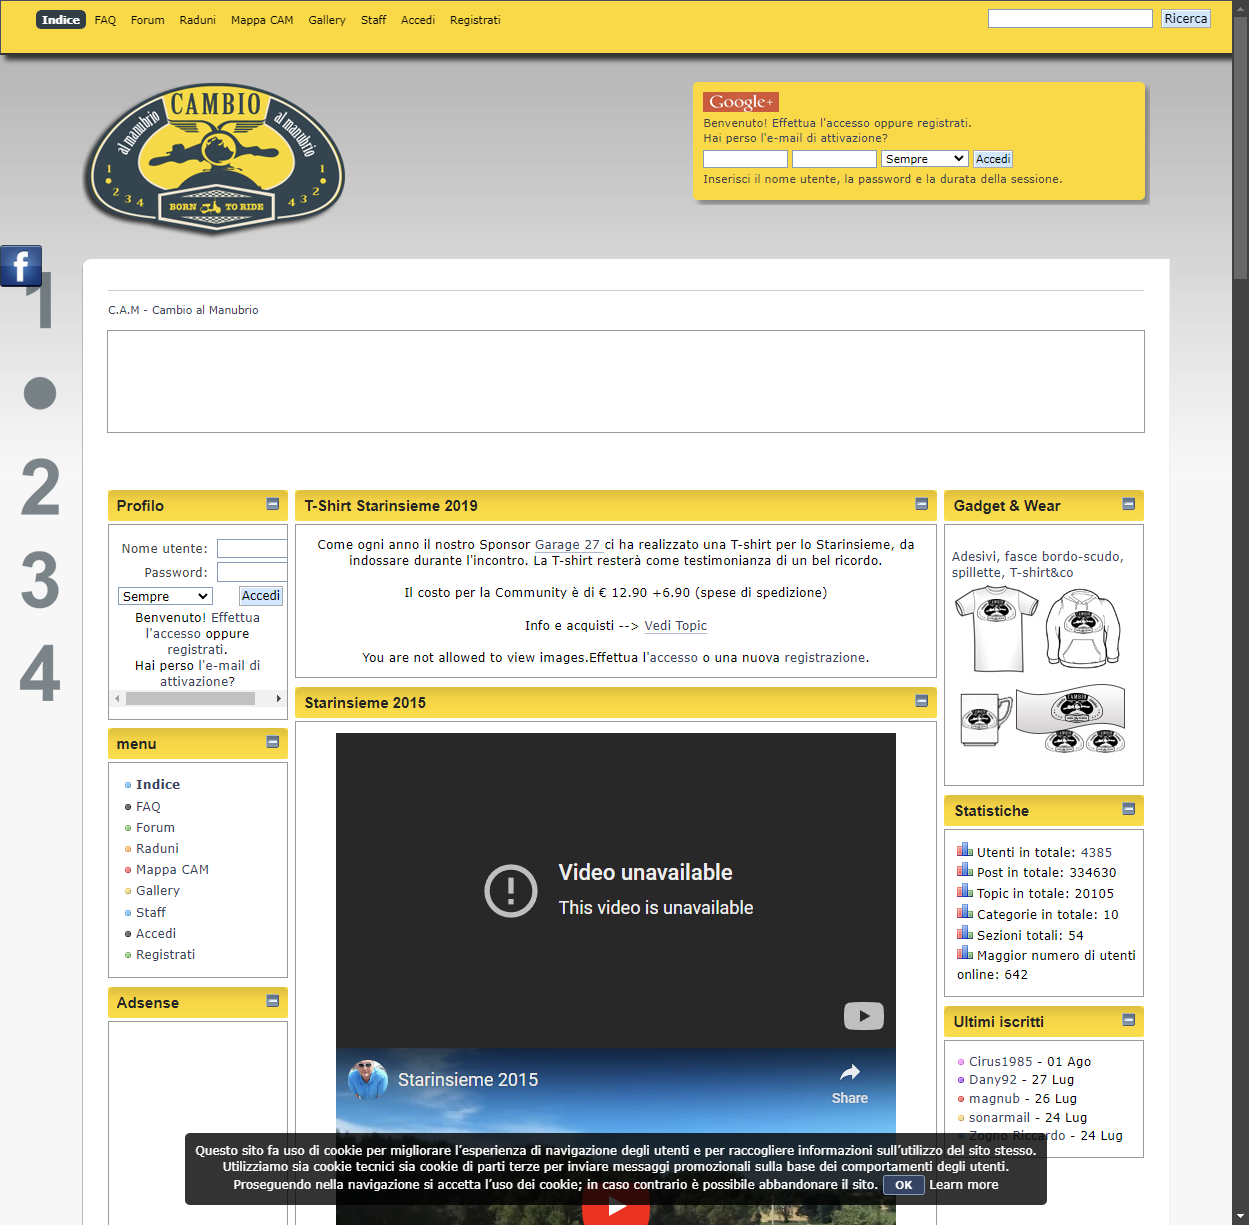 Indice FAQ Forum Raduni Mappa CAM Gallery Staff Accedi Registrati Ricerca
CAMBIO
al manubrio al manubrio
1 2 3 4 1 2 3 4
BORN TO RIDE
Google+
Benvenuto! Effettua l'accesso oppure registrati.
Hai perso l'e-mail di attivazione?
Sempre Accedi
Inserisci il nome utente, la password e la durata della sessione.
f
1
2
3
4
C.A.M - Cambio al Manubrio
Profilo
Nome utente:
Password:
Sempre Accedi
Benvenuto! Effettua
l'accesso oppure
registrati.
Hai perso l'e-mail di
attivazione?
menu
Indice
FAQ
Forum
Raduni
Mappa CAM
Gallery
Staff
Accedi
Registrati
Adsense
T-Shirt Starinsieme 2019
Come ogni anno il nostro Sponsor Garage 27 ci ha realizzato una T-shirt per lo Starinsieme, da
indossare durante l'incontro. La T-shirt resterà come testimonianza di un bel ricordo.
Il costo per la Community è di € 12.90 +6.90 (spese di spedizione)
Info e acquisti --> Vedi Topic
You are not allowed to view images.Effettua l'accesso o una nuova registrazione.
Starinsieme 2015
Video unavailable
This video is unavailable
Starinsieme 2015
Share
Gadget & Wear
Adesivi, fasce bordo-scudo,
spillette, T-shirt&co
CAMBIO
Statistiche
Utenti in totale: 4385
Post in totale: 334630
Topic in totale: 20105
Categorie in totale: 10
Sezioni totali: 54
Maggior numero di utenti
online: 642
Ultimi iscritti
Cirus1985 - 01 Ago
Dany92 - 27 Lug
magnub - 26 Lug
sonarmail - 24 Lug
Zogno Riccardo - 24 Lug
Questo sito fa uso di cookie per migliorare l’esperienza di navigazione degli utenti e per raccogliere informazioni sull’utilizzo del sito stesso.
Utilizziamo sia cookie tecnici sia cookie di parti terze per inviare messaggi promozionali sulla base dei comportamenti degli utenti.
Proseguendo nella navigazione si accetta l’uso dei cookie; in caso contrario è possibile abbandonare il sito. OK Learn more